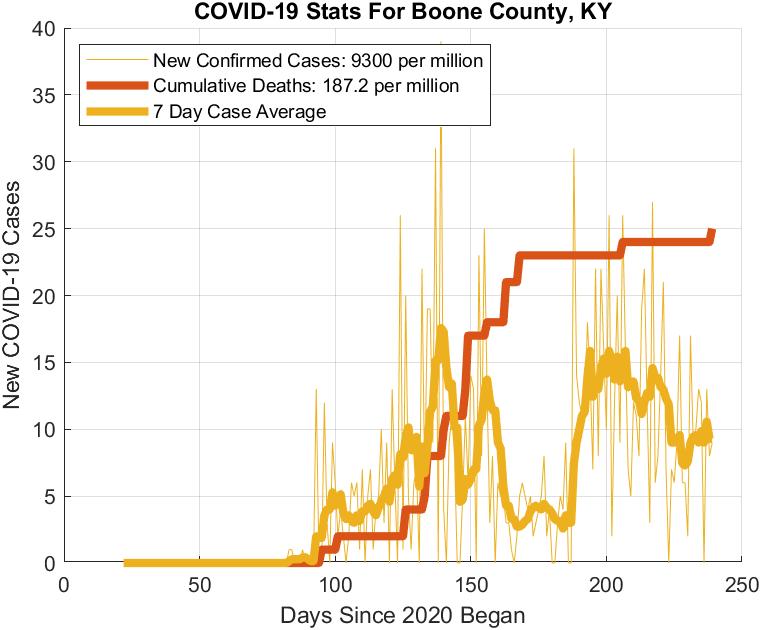 COVID-19 Stats For Boone County, KY
New Confirmed Cases: 9300 per million
Cumulative Deaths: 187.2 per million
7 Day Case Average
40
35
30
25
20
15
10
5
0
New COVID-19 Cases
0 50 100 150 200 250
Days Since 2020 Began